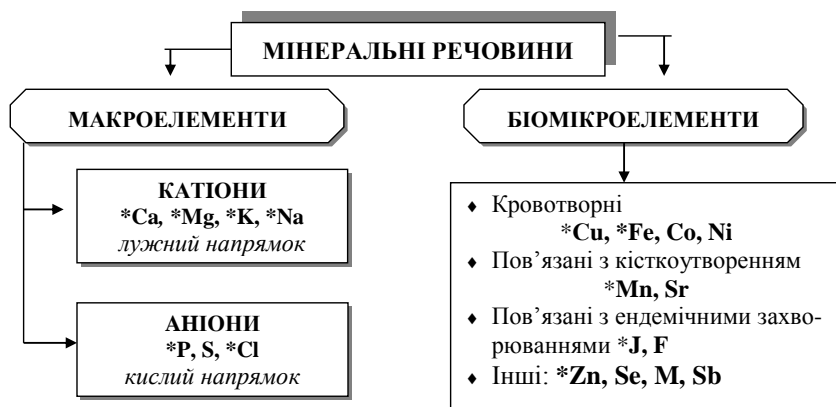 МІНЕРАЛЬНІ РЕЧОВИНИ
МАКРОЕЛЕМЕНТИ
КАТІОНИ
*Ca, *Mg, *K, *Na
лужний напрямок
АНІОНИ
*P, S, *Cl
кислий напрямок
БІОМІКРОЕЛЕМЕНТИ
♦ Кровотворні
*Cu, *Fe, Co, Ni
♦ Пов’язані з кісткоутворенням
*Mn, Sr
♦ Пов’язані з ендемічними захво-
рюваннями *J, F
♦ Інші: *Zn, Se, M, Sb